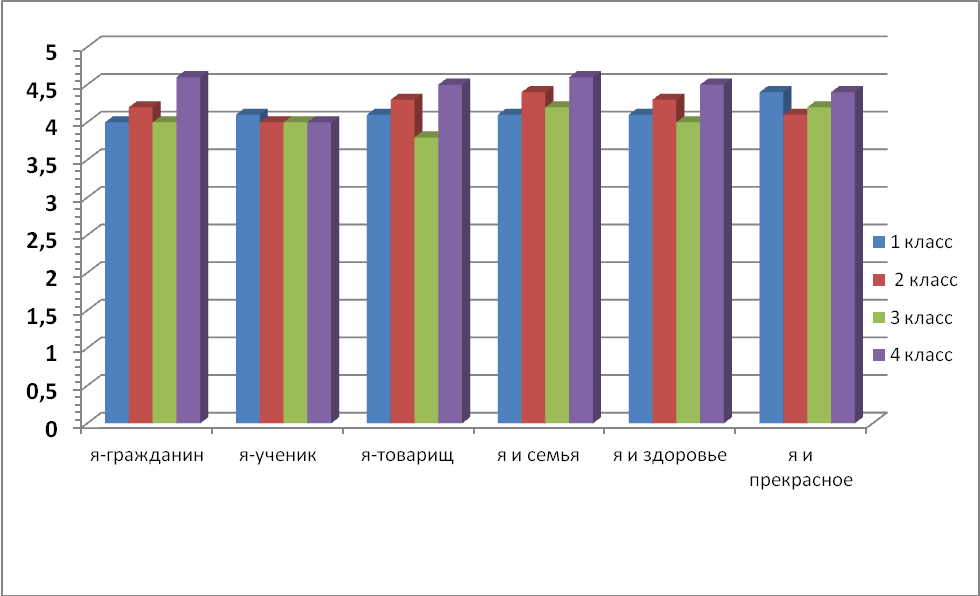 5
4,5
4
3,5
3
2,5
2
1,5
1
0,5
0
я-гражданин
я-ученик
я-товарищ
я и семья
я и здоровье
я и
прекрасное
1 класс
2 класс
3 класс
4 класс